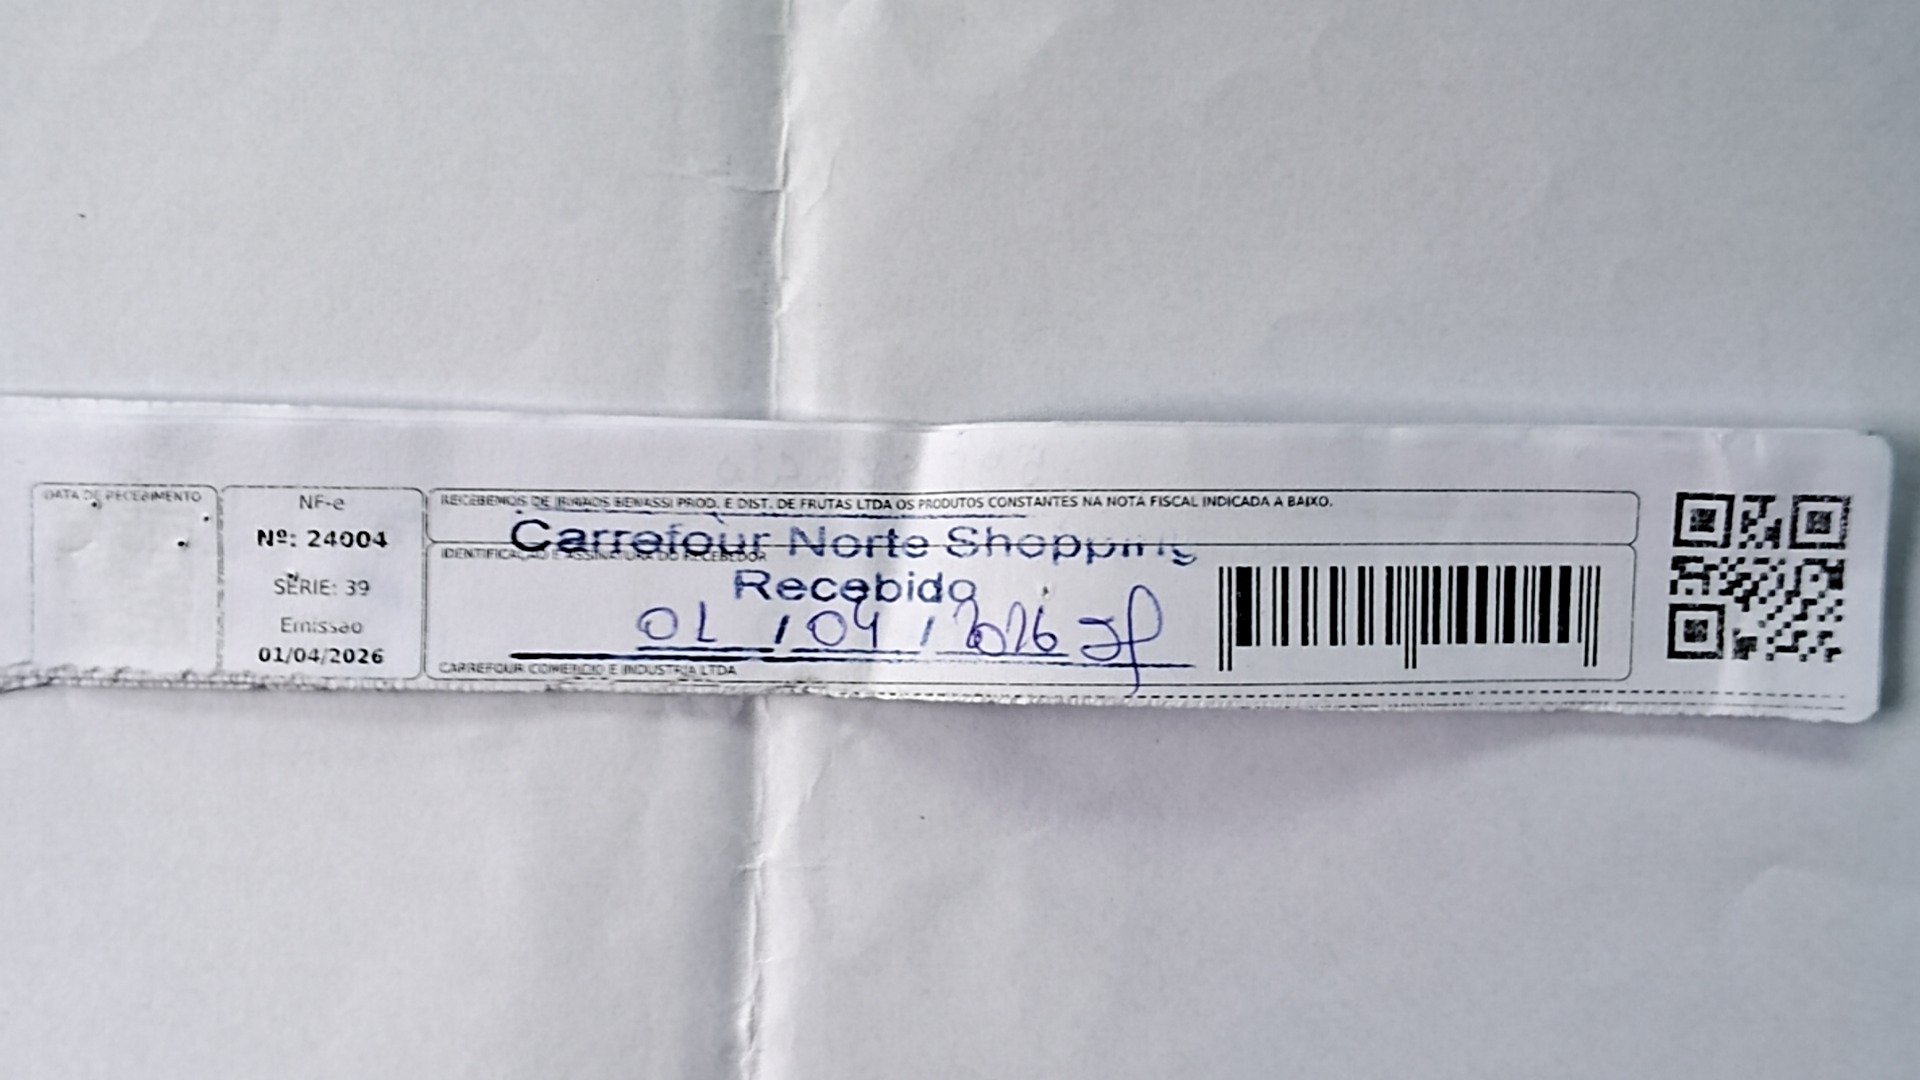 DATA DE RECEBIMENTO
NF-e
Nº: 24004
SÉRIE: 39
Emissão
01/04/2026
RECEBEMOS DE IRMAOS BENASSI PROD. E DIST. DE FRUTAS LTDA OS PRODUTOS CONSTANTES NA NOTA FISCAL INDICADA A BAIXO.
Carrefour Norte Shopping
IDENTIFICAÇÃO E ASSINATURA DO RECEBEDOR
Recebido
01 / 04 / 2026
CARREFOUR COMERCIO E INDUSTRIA LTDA